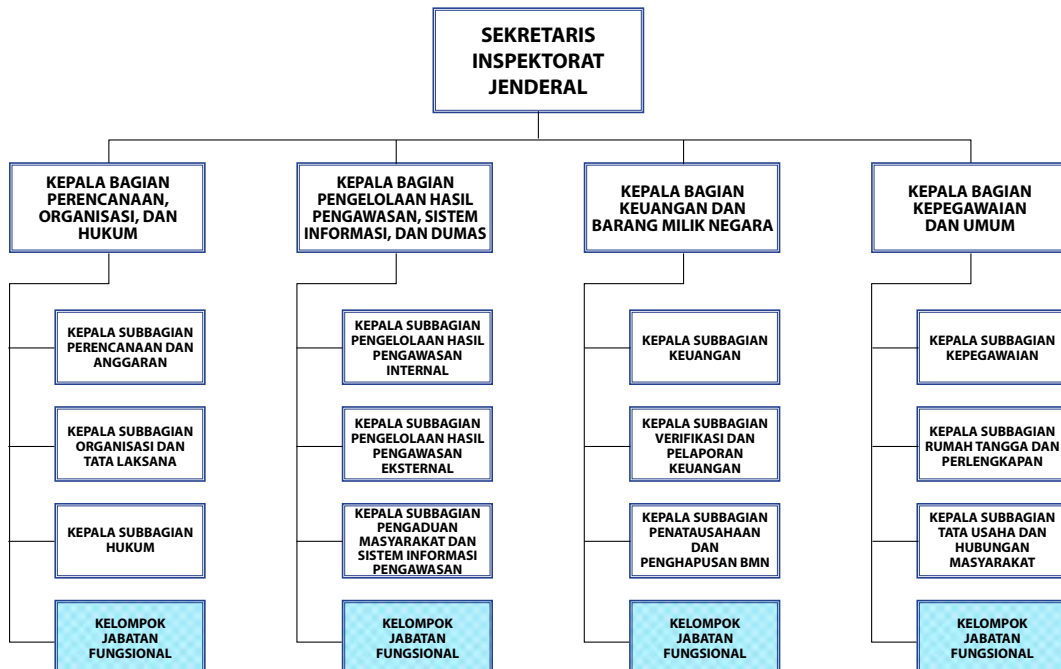 SEKRETARIS
INSPEKTORAT
JENDERAL
KEPALA BAGIAN
PERENCANAAN,
ORGANISASI, DAN
HUKUM
KEPALA SUBBAGIAN
PERENCANAAN DAN
ANGGARAN
KEPALA SUBBAGIAN
ORGANISASI DAN
TATA LAKSANA
KEPALA SUBBAGIAN
HUKUM
KELOMPOK
JABATAN
FUNGSIONAL
KEPALA BAGIAN
PENGELOLAAN HASIL
PENGAWASAN, SISTEM
INFORMASI, DAN DUMAS
KEPALA SUBBAGIAN
PENGELOLAAN HASIL
PENGAWASAN
INTERNAL
KEPALA SUBBAGIAN
PENGELOLAAN HASIL
PENGAWASAN
EKSTERNAL
KEPALA SUBBAGIAN
PENGADUAN
MASYARAKAT DAN
SISTEM INFORMASI
PENGAWASAN
KELOMPOK
JABATAN
FUNGSIONAL
KEPALA BAGIAN
KEUANGAN DAN
BARANG MILIK NEGARA
KEPALA SUBBAGIAN
KEUANGAN
KEPALA SUBBAGIAN
VERIFIKASI DAN
PELAPORAN
KEUANGAN
KEPALA SUBBAGIAN
PENATAUSAHAAN
DAN
PENGHAPUSAN BMN
KELOMPOK
JABATAN
FUNGSIONAL
KEPALA BAGIAN
KEPEGAWAIAN
DAN UMUM
KEPALA SUBBAGIAN
KEPEGAWAIAN
KEPALA SUBBAGIAN
RUMAH TANGGA DAN
PERLENGKAPAN
KEPALA SUBBAGIAN
TATA USAHA DAN
HUBUNGAN
MASYARAKAT
KELOMPOK
JABATAN
FUNGSIONAL